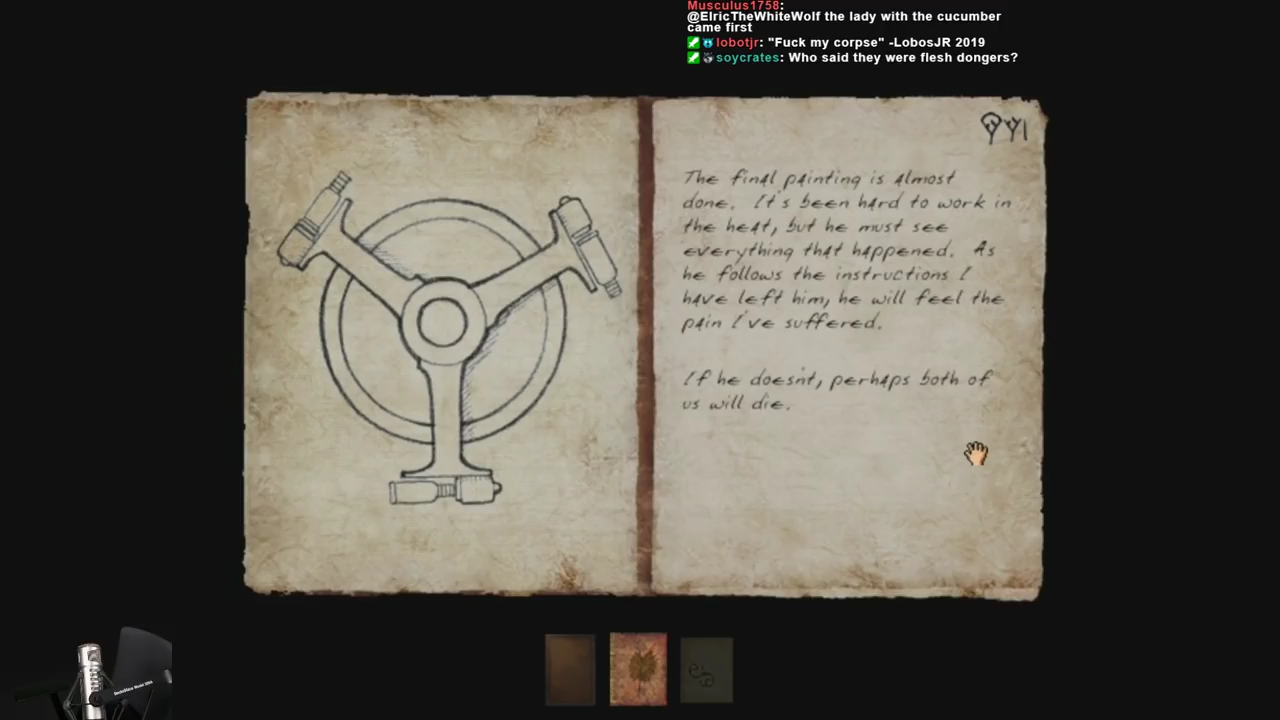 Musculus1758:
@ElricTheWhiteWolf the lady with the cucumber
came first
lobotjr: "Fuck my corpse" -LobosJR 2019
soycrates: Who said they were flesh dongers?
The final painting is almost
done. It's been hard to work in
the heat, but he must see
everything that happened. As
he follows the instructions I
have left him, he will feel the
pain I've suffered.
If he doesn't, perhaps both of
us will die.